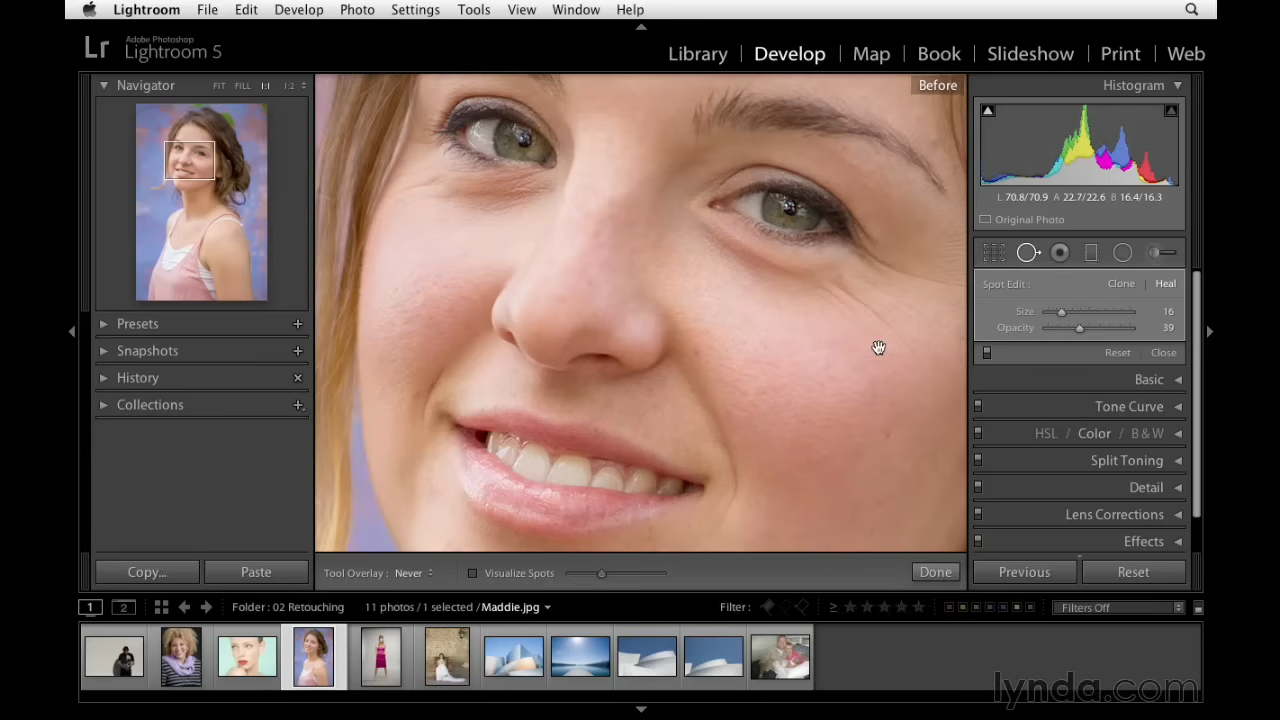 Lightroom File Edit Develop Photo Settings Tools View Window Help
Lr Adobe Photoshop
Lightroom 5
Library | Develop | Map | Book | Slideshow | Print | Web
Navigator FIT FILL 1:1 1:2
Before
Histogram
L 70.8/70.9 A 22.7/22.6 B 16.4/16.3
Original Photo
Spot Edit : Clone | Heal
Size 16
Opacity 39
Reset | Close
Presets
Snapshots
History
Collections
Basic
Tone Curve
HSL / Color / B & W
Split Toning
Detail
Lens Corrections
Effects
Copy... Paste
Tool Overlay : Never Visualize Spots Done
Previous Reset
1 2 Folder : 02 Retouching 11 photos / 1 selected / Maddie.jpg Filter : ≥ Filters Off
lynda.com